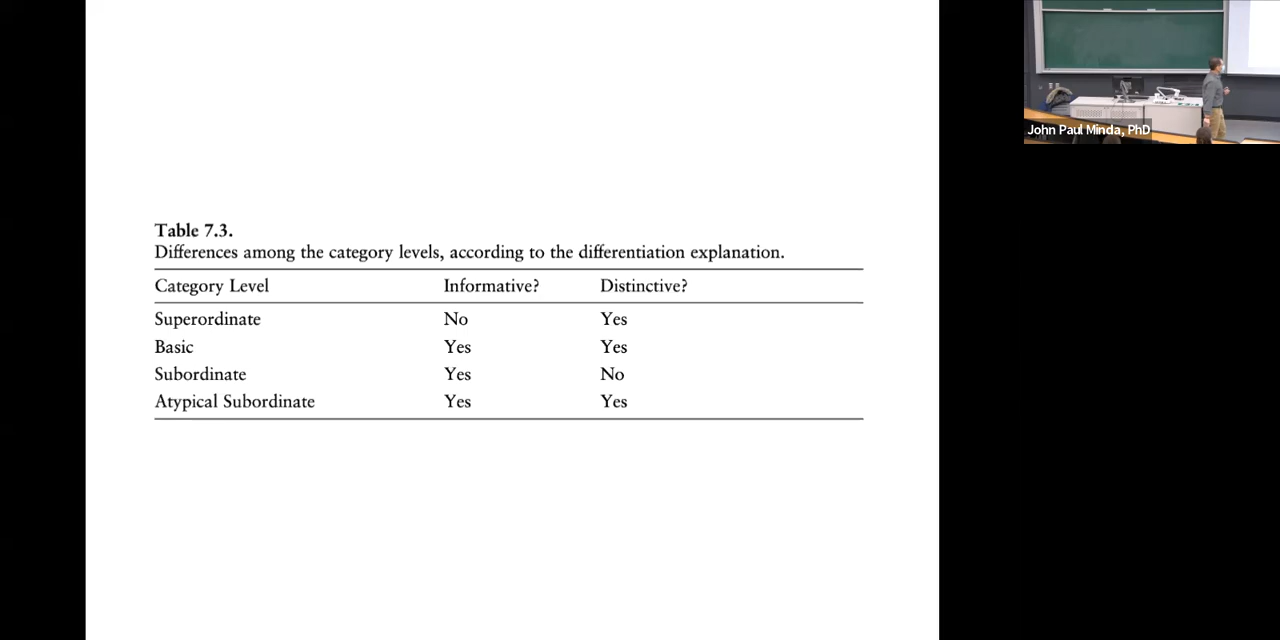 Table 7.3.
Differences among the category levels, according to the differentiation explanation.
Category Level Informative? Distinctive?
Superordinate No Yes
Basic Yes Yes
Subordinate Yes No
Atypical Subordinate Yes Yes
John Paul Minda, PhD